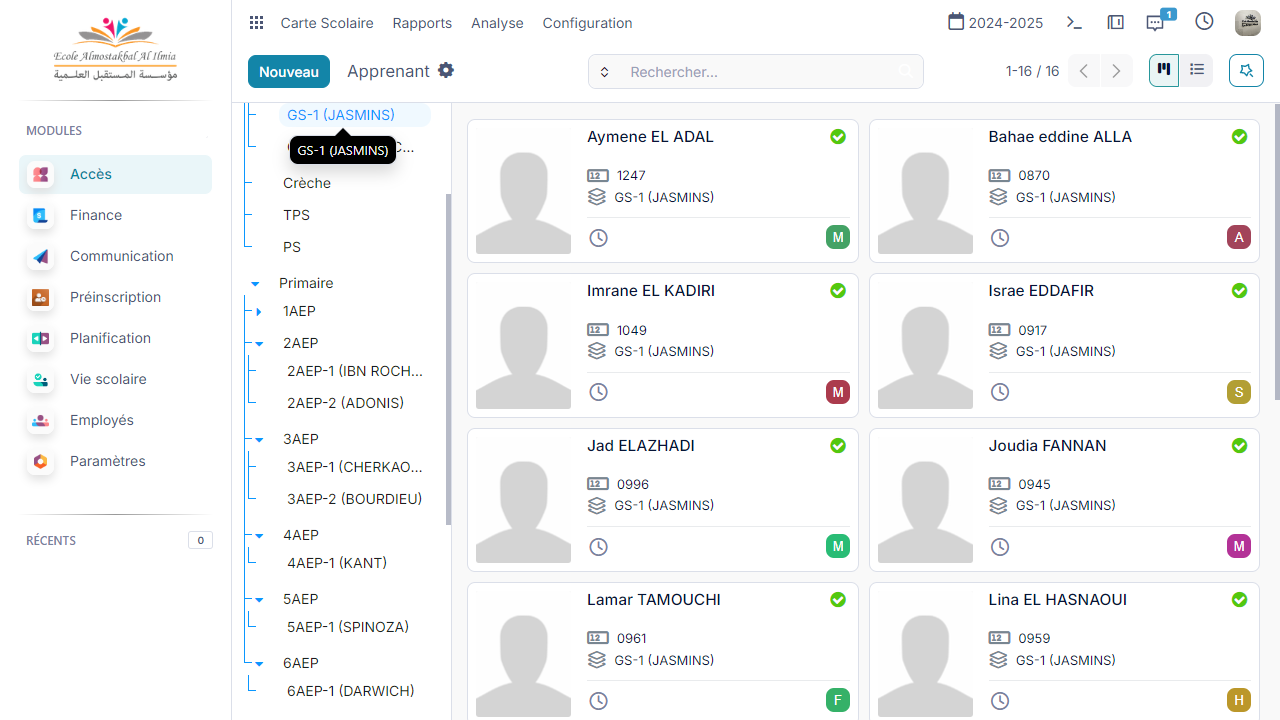 Ecole Almostakbal Al Ilmia
مؤسسة المستقبل العلمية
MODULES
Accès
Finance
Communication
Préinscription
Planification
Vie scolaire
Employés
Paramètres
RÉCENTS
0
Carte Scolaire
Rapports
Analyse
Configuration
2024-2025
1
Nouveau
Apprenant
Rechercher...
1-16 / 16
GS-1 (JASMINS)
GS-1 (JASMINS)
Crèche
TPS
PS
Primaire
1AEP
2AEP
2AEP-1 (IBN ROCH...
2AEP-2 (ADONIS)
3AEP
3AEP-1 (CHERKAO...
3AEP-2 (BOURDIEU)
4AEP
4AEP-1 (KANT)
5AEP
5AEP-1 (SPINOZA)
6AEP
6AEP-1 (DARWICH)
Aymene EL ADAL
1247
GS-1 (JASMINS)
M
Bahae eddine ALLA
0870
GS-1 (JASMINS)
A
Imrane EL KADIRI
1049
GS-1 (JASMINS)
M
Israe EDDAFIR
0917
GS-1 (JASMINS)
S
Jad ELAZHADI
0996
GS-1 (JASMINS)
M
Joudia FANNAN
0945
GS-1 (JASMINS)
M
Lamar TAMOUCHI
0961
GS-1 (JASMINS)
F
Lina EL HASNAOUI
0959
GS-1 (JASMINS)
H